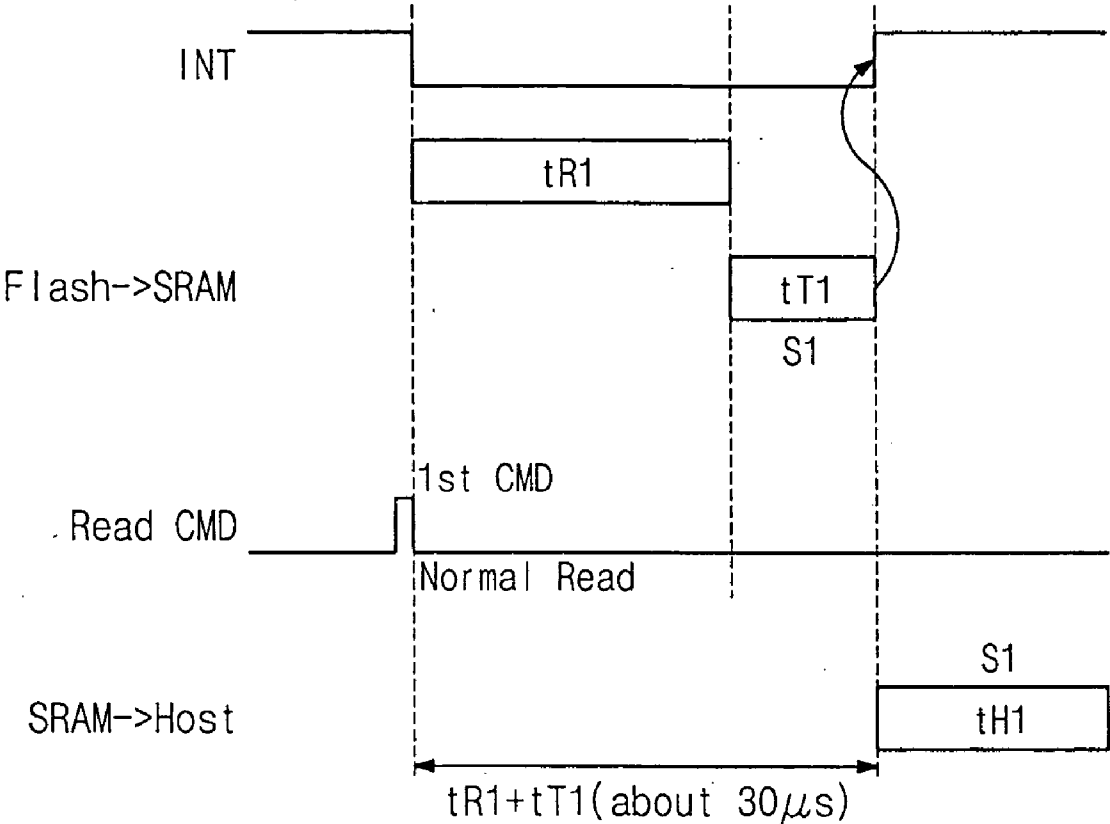 INT
tR1
Flash->SRAM
tT1
S1
1st CMD
Read CMD
Normal Read
S1
SRAM->Host
tH1
tR1+tT1(about 30μs)